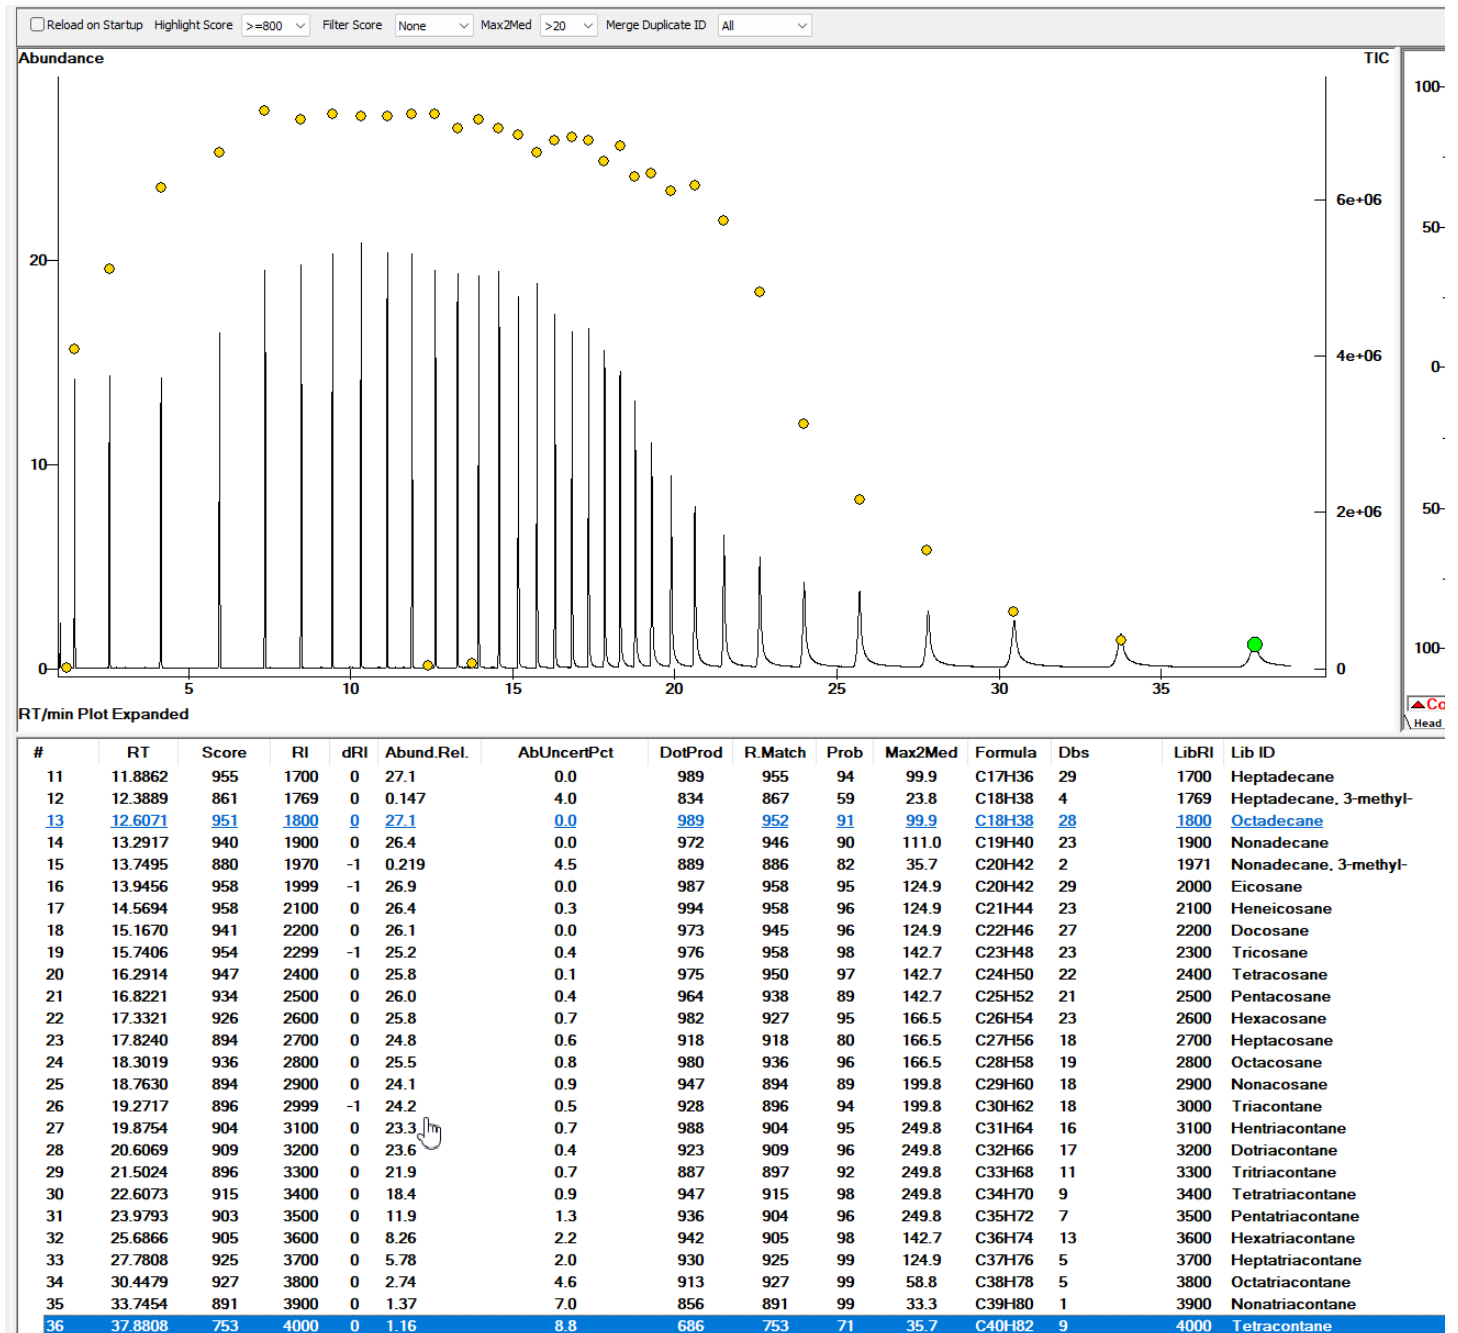 Reload on Startup Highlight Score >=800 Filter Score None Max2Med >20 Merge Duplicate ID All
Abundance TIC
100
6e+06
50
20
4e+06
0
10
2e+06
50
0 0
100
5 10 15 20 25 30 35
RT/min Plot Expanded
Co
Head
# RT Score RI dRI Abund.Rel. AbUncertPct DotProd R.Match Prob Max2Med Formula Dbs LibRI Lib ID
11 11.8862 955 1700 0 27.1 0.0 989 955 94 99.9 C17H36 29 1700 Heptadecane
12 12.3889 861 1769 0 0.147 4.0 834 867 59 23.8 C18H38 4 1769 Heptadecane, 3-methyl-
13 12.6071 951 1800 0 27.1 0.0 989 952 91 99.9 C18H38 28 1800 Octadecane
14 13.2917 940 1900 0 26.4 0.0 972 946 90 111.0 C19H40 23 1900 Nonadecane
15 13.7495 880 1970 -1 0.219 4.5 889 886 82 35.7 C20H42 2 1971 Nonadecane, 3-methyl-
16 13.9456 958 1999 -1 26.9 0.0 987 958 95 124.9 C20H42 29 2000 Eicosane
17 14.5694 958 2100 0 26.4 0.3 994 958 96 124.9 C21H44 23 2100 Heneicosane
18 15.1670 941 2200 0 26.1 0.0 973 945 96 124.9 C22H46 27 2200 Docosane
19 15.7406 954 2299 -1 25.2 0.4 976 958 98 142.7 C23H48 23 2300 Tricosane
20 16.2914 947 2400 0 25.8 0.1 975 950 97 142.7 C24H50 22 2400 Tetracosane
21 16.8221 934 2500 0 26.0 0.4 964 938 89 142.7 C25H52 21 2500 Pentacosane
22 17.3321 926 2600 0 25.8 0.7 982 927 95 166.5 C26H54 23 2600 Hexacosane
23 17.8240 894 2700 0 24.8 0.6 918 918 80 166.5 C27H56 18 2700 Heptacosane
24 18.3019 936 2800 0 25.5 0.8 980 936 96 166.5 C28H58 19 2800 Octacosane
25 18.7630 894 2900 0 24.1 0.9 947 894 89 199.8 C29H60 18 2900 Nonacosane
26 19.2717 896 2999 -1 24.2 0.5 928 896 94 199.8 C30H62 18 3000 Triacontane
27 19.8754 904 3100 0 23.3 0.7 988 904 95 249.8 C31H64 16 3100 Hentriacontane
28 20.6069 909 3200 0 23.6 0.4 923 909 96 249.8 C32H66 17 3200 Dotriacontane
29 21.5024 896 3300 0 21.9 0.7 887 897 92 249.8 C33H68 11 3300 Tritriacontane
30 22.6073 915 3400 0 18.4 0.9 947 915 98 249.8 C34H70 9 3400 Tetratriacontane
31 23.9793 903 3500 0 11.9 1.3 936 904 96 249.8 C35H72 7 3500 Pentatriacontane
32 25.6866 905 3600 0 8.26 2.2 942 905 98 142.7 C36H74 13 3600 Hexatriacontane
33 27.7808 925 3700 0 5.78 2.0 930 925 99 124.9 C37H76 5 3700 Heptatriacontane
34 30.4479 927 3800 0 2.74 4.6 913 927 99 58.8 C38H78 5 3800 Octatriacontane
35 33.7454 891 3900 0 1.37 7.0 856 891 99 33.3 C39H80 1 3900 Nonatriacontane
36 37.8808 753 4000 0 1.16 8.8 686 753 71 35.7 C40H82 9 4000 Tetracontane